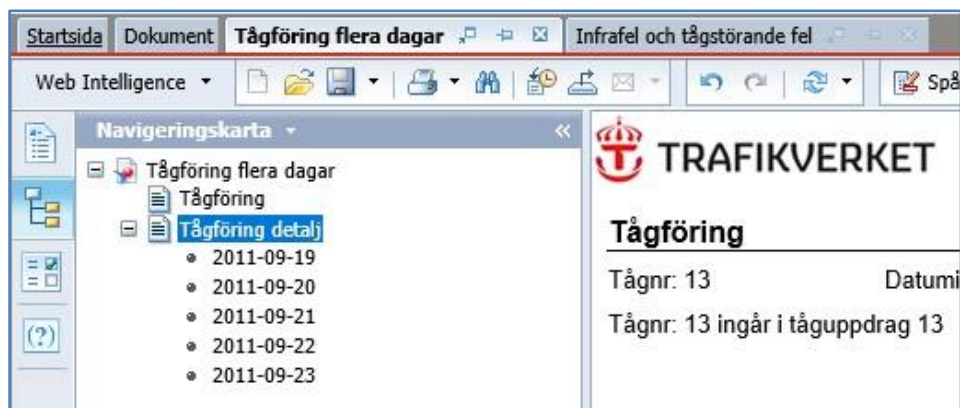 Startsida Dokument Tågföring flera dagar Infrafel och tågstörande fel
Web Intelligence Spå
Navigeringskarta «
TRAFIKVERKET
Tågföring flera dagar
Tågföring
Tågföring detalj
2011-09-19
2011-09-20
2011-09-21
2011-09-22
2011-09-23
Tågföring
Tågnr: 13 Datumi
Tågnr: 13 ingår i tåguppdrag 13
(?)